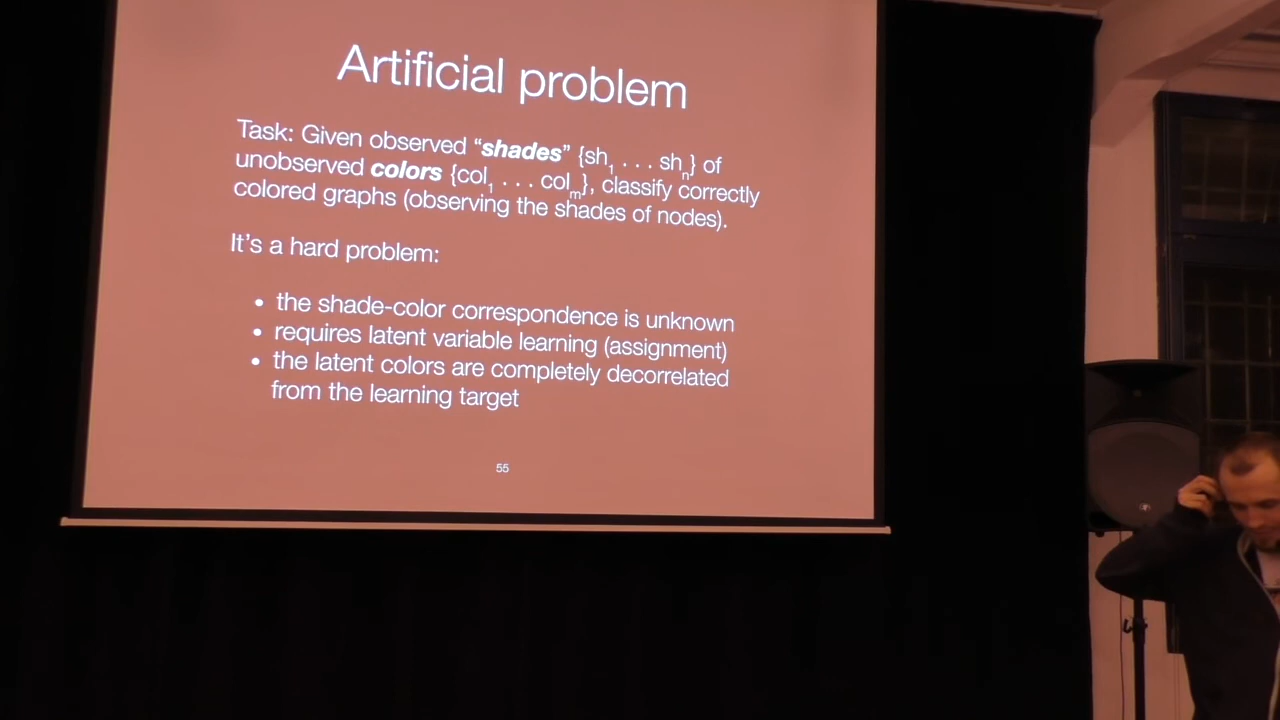 Artificial problem
Task: Given observed “shades” {sh1 . . . shn} of
unobserved colors {col1 . . . colm}, classify correctly
colored graphs (observing the shades of nodes).
It's a hard problem:
• the shade-color correspondence is unknown
• requires latent variable learning (assignment)
• the latent colors are completely decorrelated
from the learning target
55